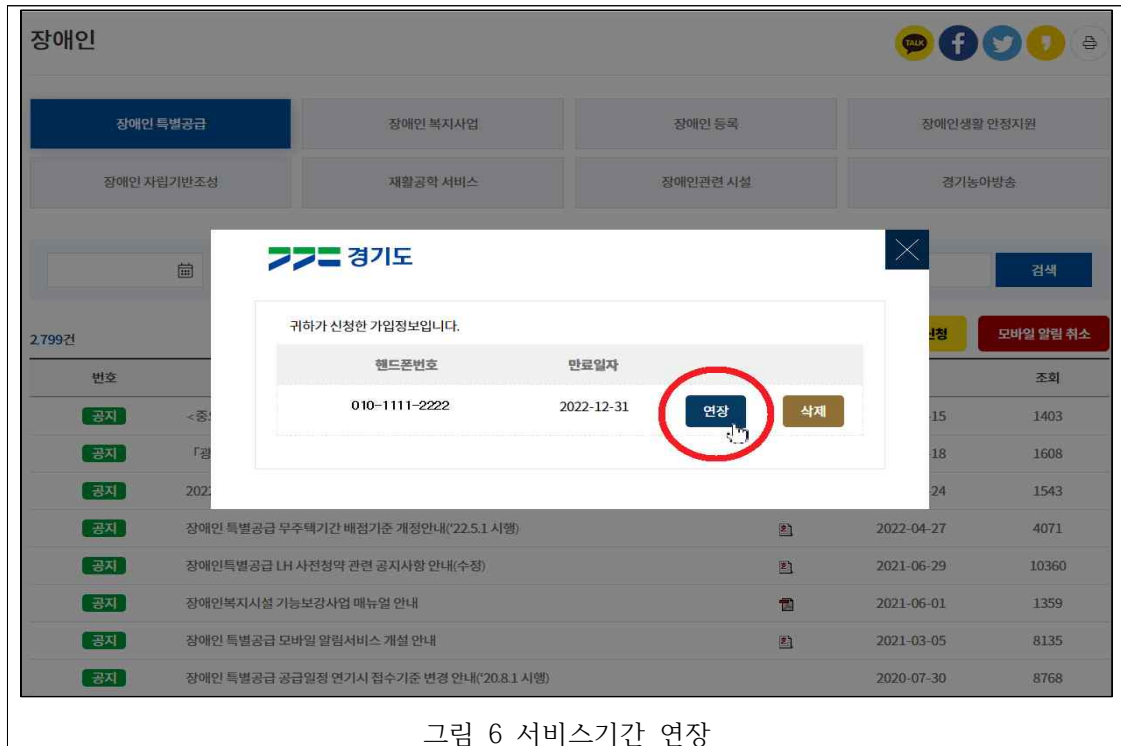 장애인
TALK
장애인 특별공급 장애인 복지사업 장애인 등록 장애인생활 안정지원
장애인 자립기반조성 재활공학 서비스 장애인관련 시설 경기농아방송
경기도
검색
귀하가 신청한 가입정보입니다.
2,799건 신청 모바일 알림 취소
핸드폰번호 만료일자
번호 조회
010-1111-2222 2022-12-31 연장 삭제
공지 <중 15 1403
공지 「광 18 1608
공지 202 24 1543
공지 장애인 특별공급 무주택기간 배점기준 개정안내('22.5.1 시행) 2022-04-27 4071
공지 장애인특별공급 LH 사전청약 관련 공지사항 안내(수정) 2021-06-29 10360
공지 장애인복지시설 기능보강사업 매뉴얼 안내 2021-06-01 1359
공지 장애인 특별공급 모바일 알림서비스 개설 안내 2021-03-05 8135
공지 장애인 특별공급 공급일정 연기시 접수기준 변경 안내('20.8.1 시행) 2020-07-30 8768
그림 6 서비스기간 연장